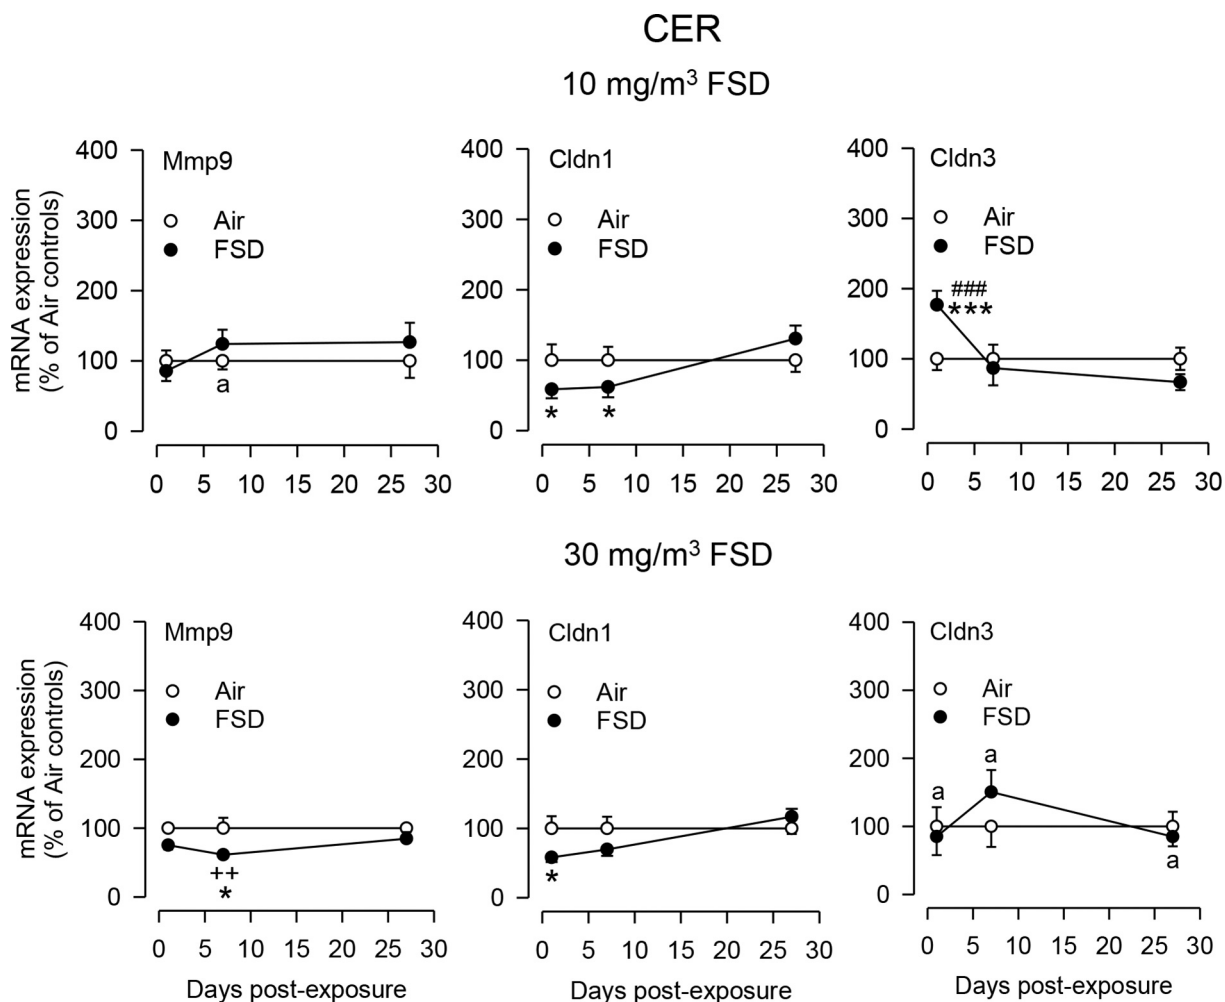 CER
10 mg/m³ FSD
mRNA expression
(% of Air controls)
400
300
200
100
0
Mmp9
Air
FSD
a
0 5 10 15 20 25 30
400
300
200
100
0
Cldn1
Air
FSD
* *
0 5 10 15 20 25 30
400
300
200
100
0
Cldn3
Air
FSD
###
***
0 5 10 15 20 25 30
30 mg/m³ FSD
mRNA expression
(% of Air controls)
400
300
200
100
0
Mmp9
Air
FSD
++
*
0 5 10 15 20 25 30
Days post-exposure
400
300
200
100
0
Cldn1
Air
FSD
*
0 5 10 15 20 25 30
Days post-exposure
400
300
200
100
0
Cldn3
Air
FSD
a
a
a
0 5 10 15 20 25 30
Days post-exposure